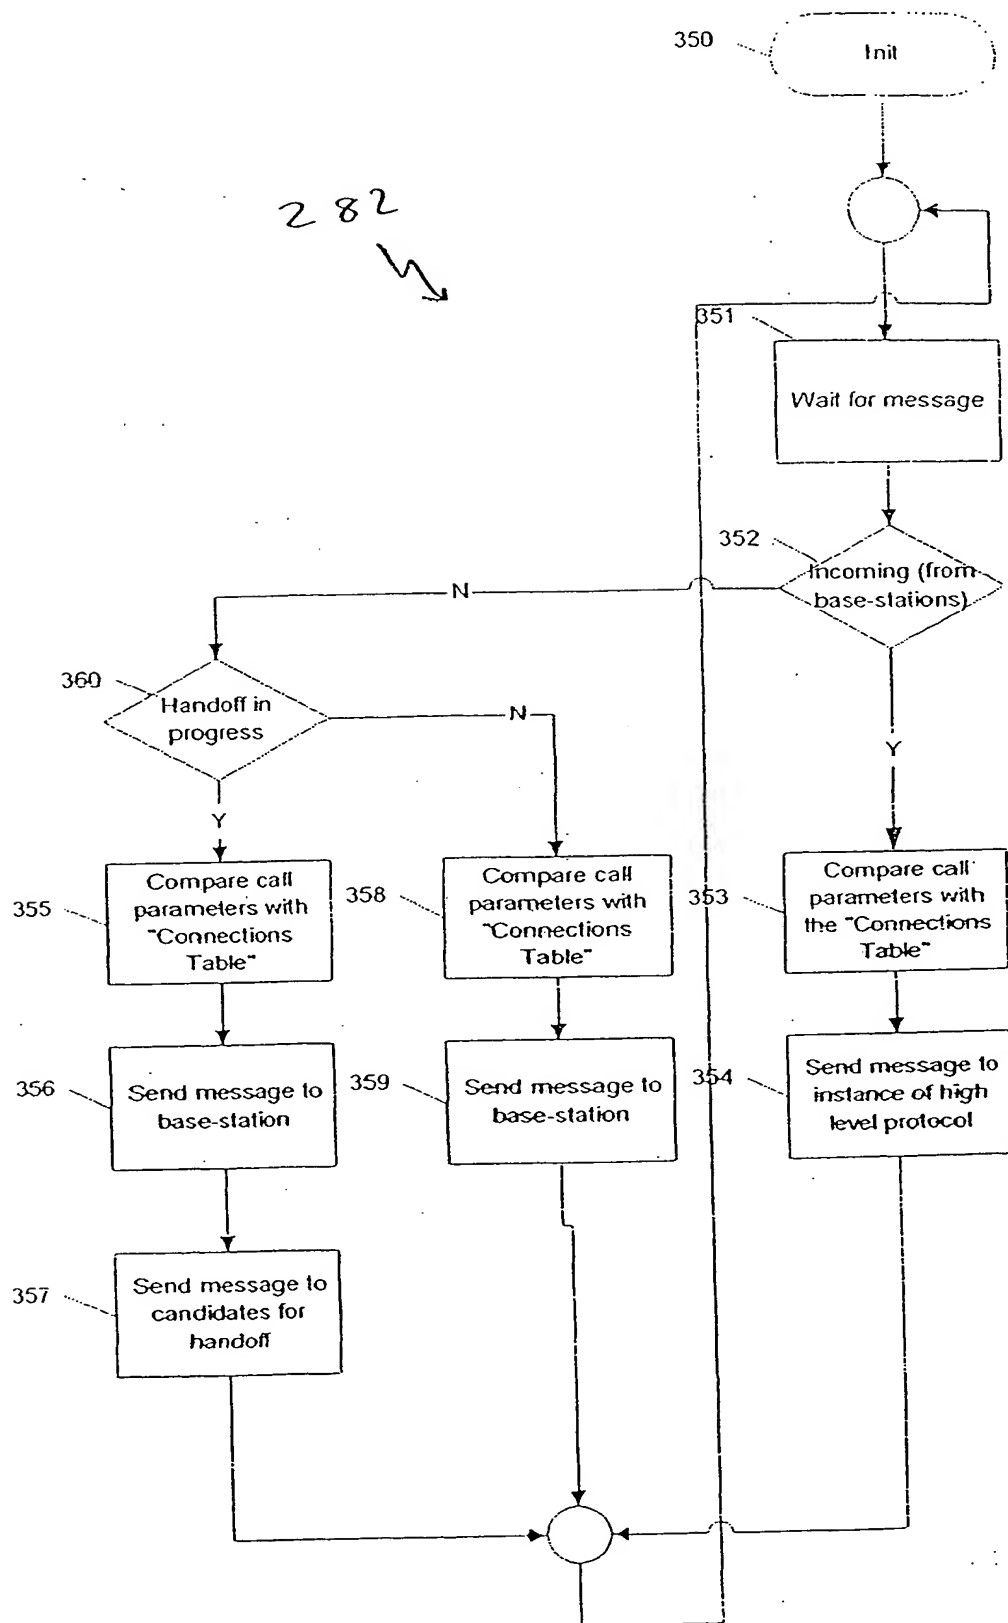 350
Init
282
351
Wait for message
352
Incoming (from
base-stations)
N
360
Handoff in
progress
N
Y
Y
355
Compare call
parameters with
"Connections
Table"
358
Compare call
parameters with
"Connections
Table"
353
Compare call
parameters with
the "Connections
Table"
356
Send message to
base-station
359
Send message to
base-station
354
Send message to
instance of high
level protocol
357
Send message to
candidates for
handoff